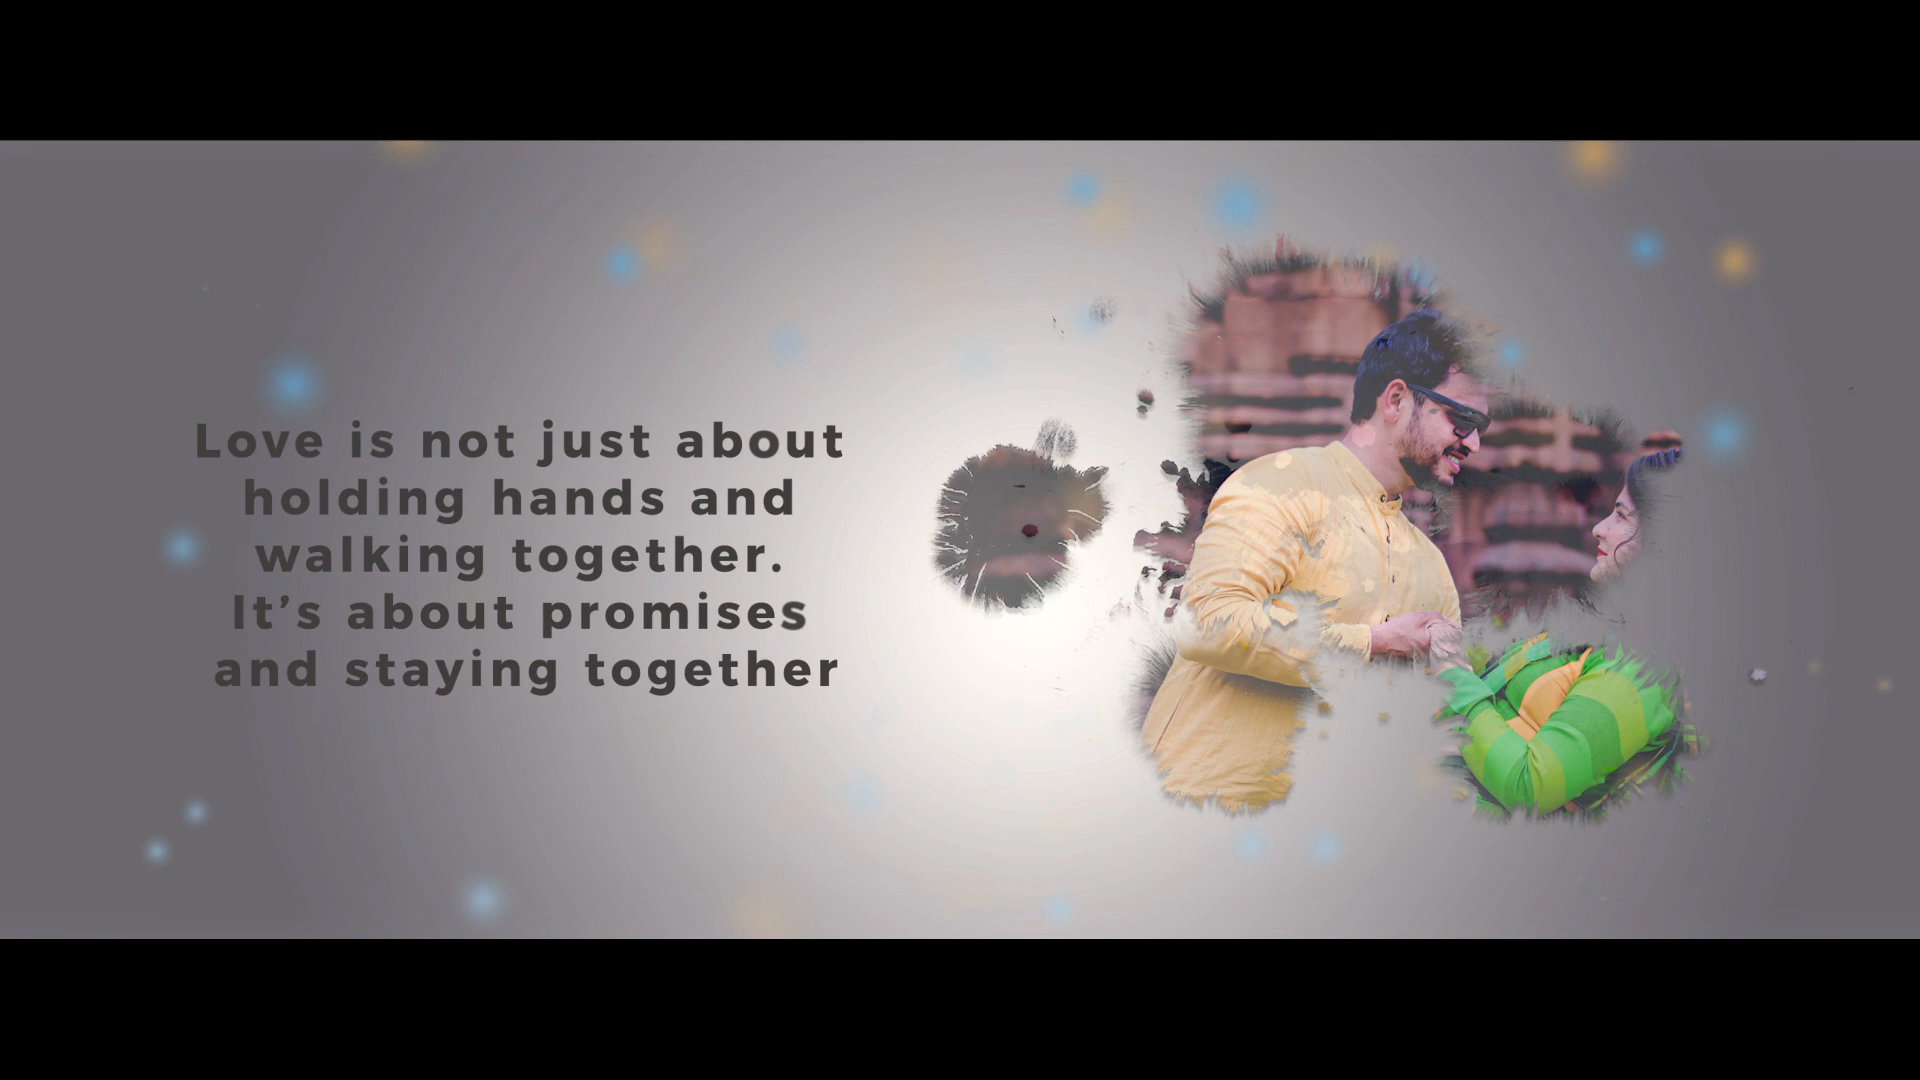 Love is not just about
holding hands and
walking together.
It’s about promises
and staying together